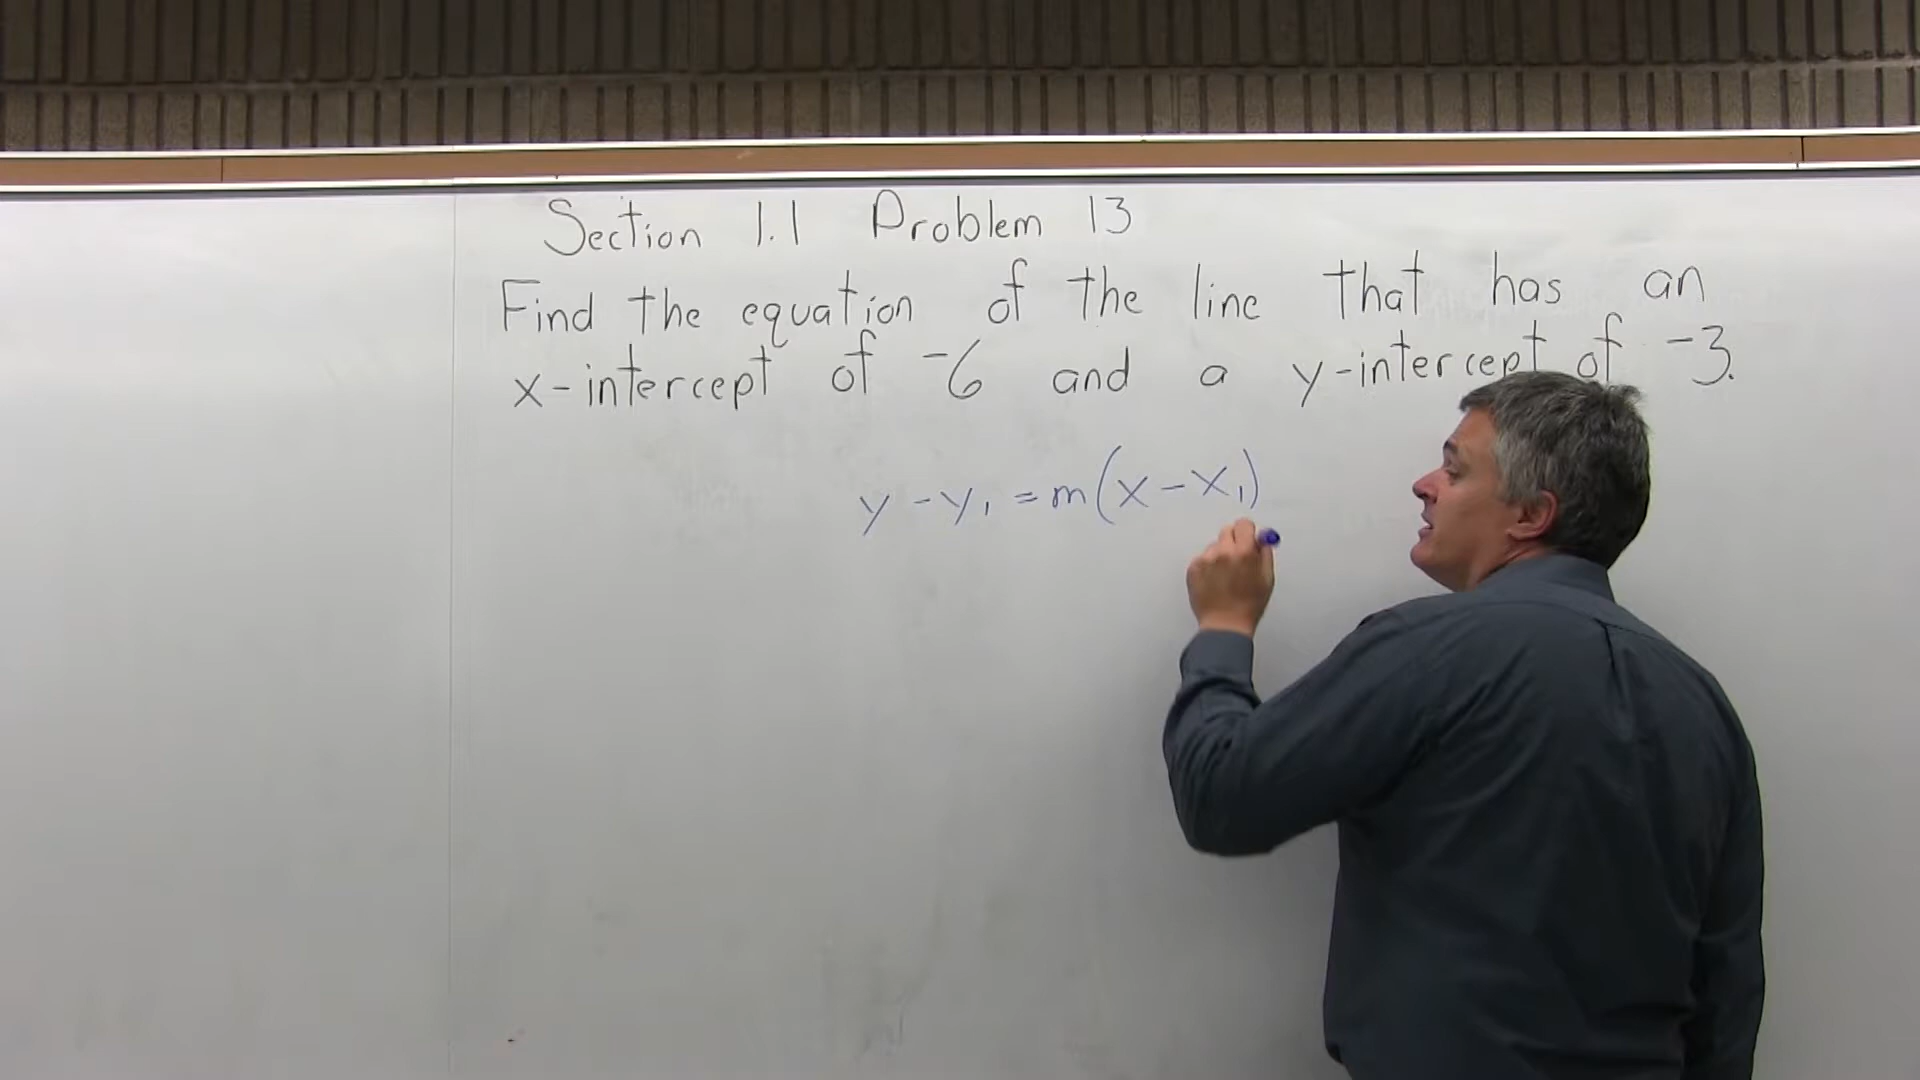 Section 1.1 Problem 13
Find the equation of the line that has an
x-intercept of -6 and a y-intercept of -3.
y - y₁ = m(x - x₁)